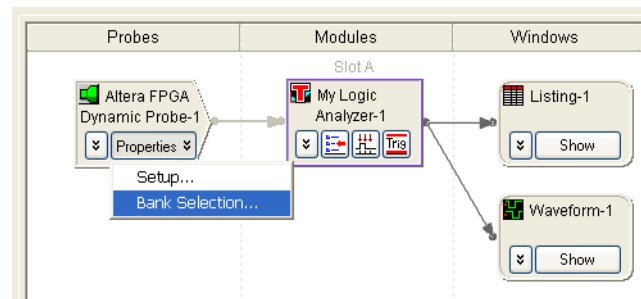 Probes
Modules
Windows
Slot A
Altera FPGA
Dynamic Probe-1
Properties
Setup...
Bank Selection...
My Logic
Analyzer-1
Trig
Listing-1
Show
Waveform-1
Show